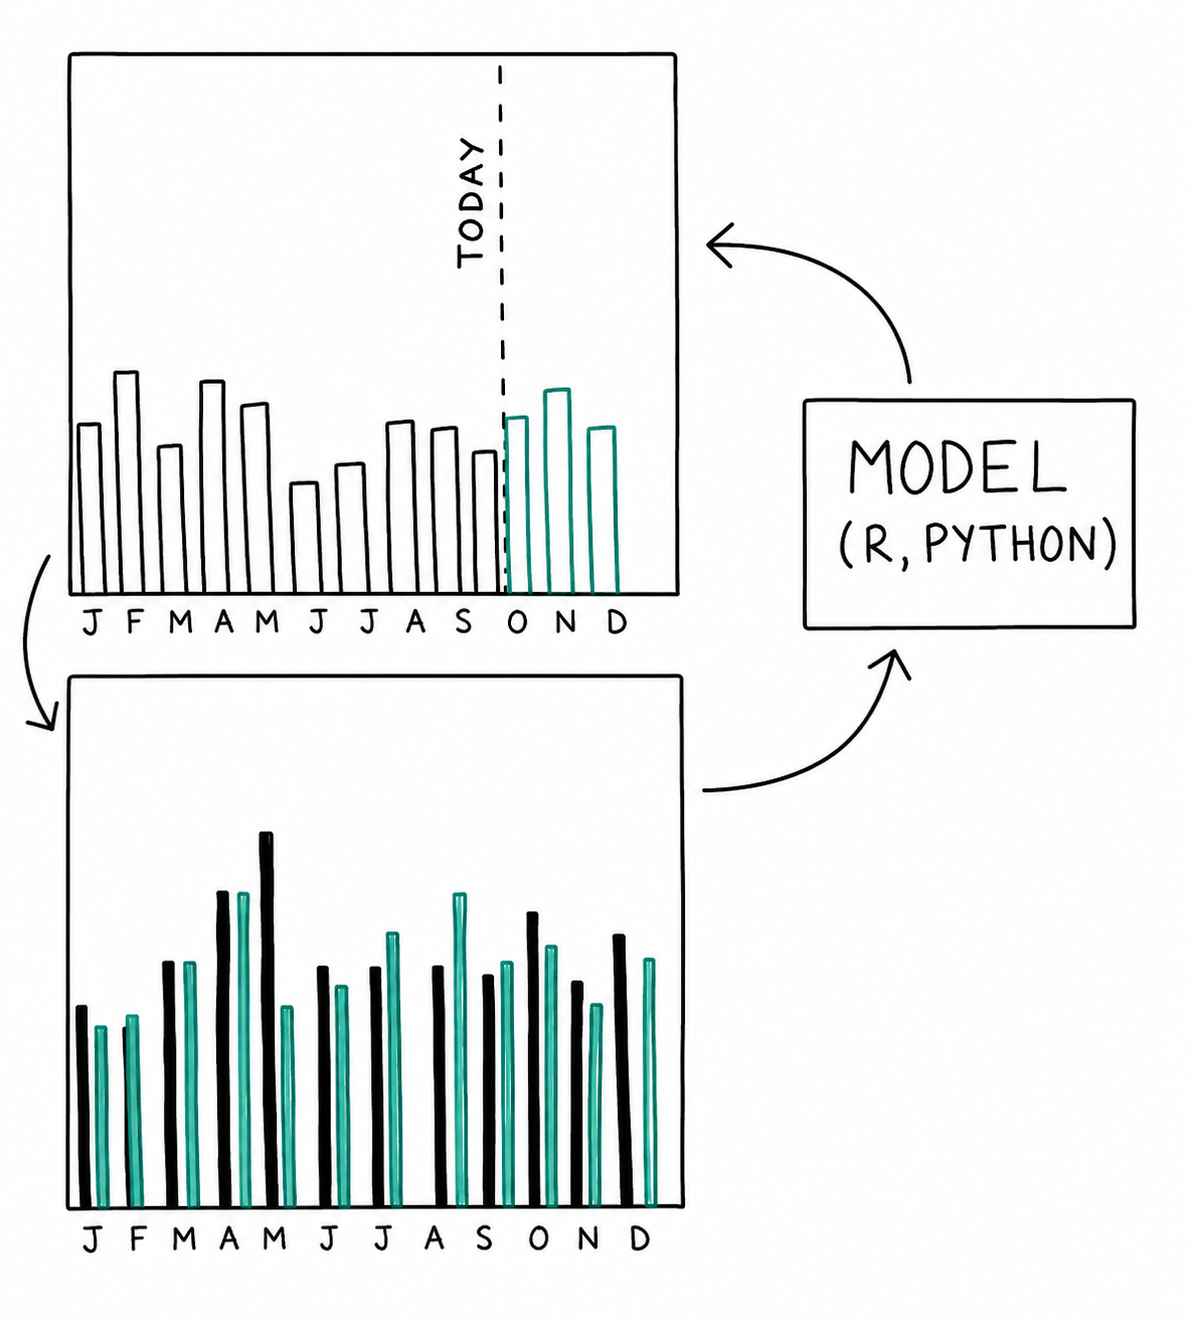 TODAY
J F M A M J J A S O N D
MODEL
(R, PYTHON)
J F M A M J J A S O N D